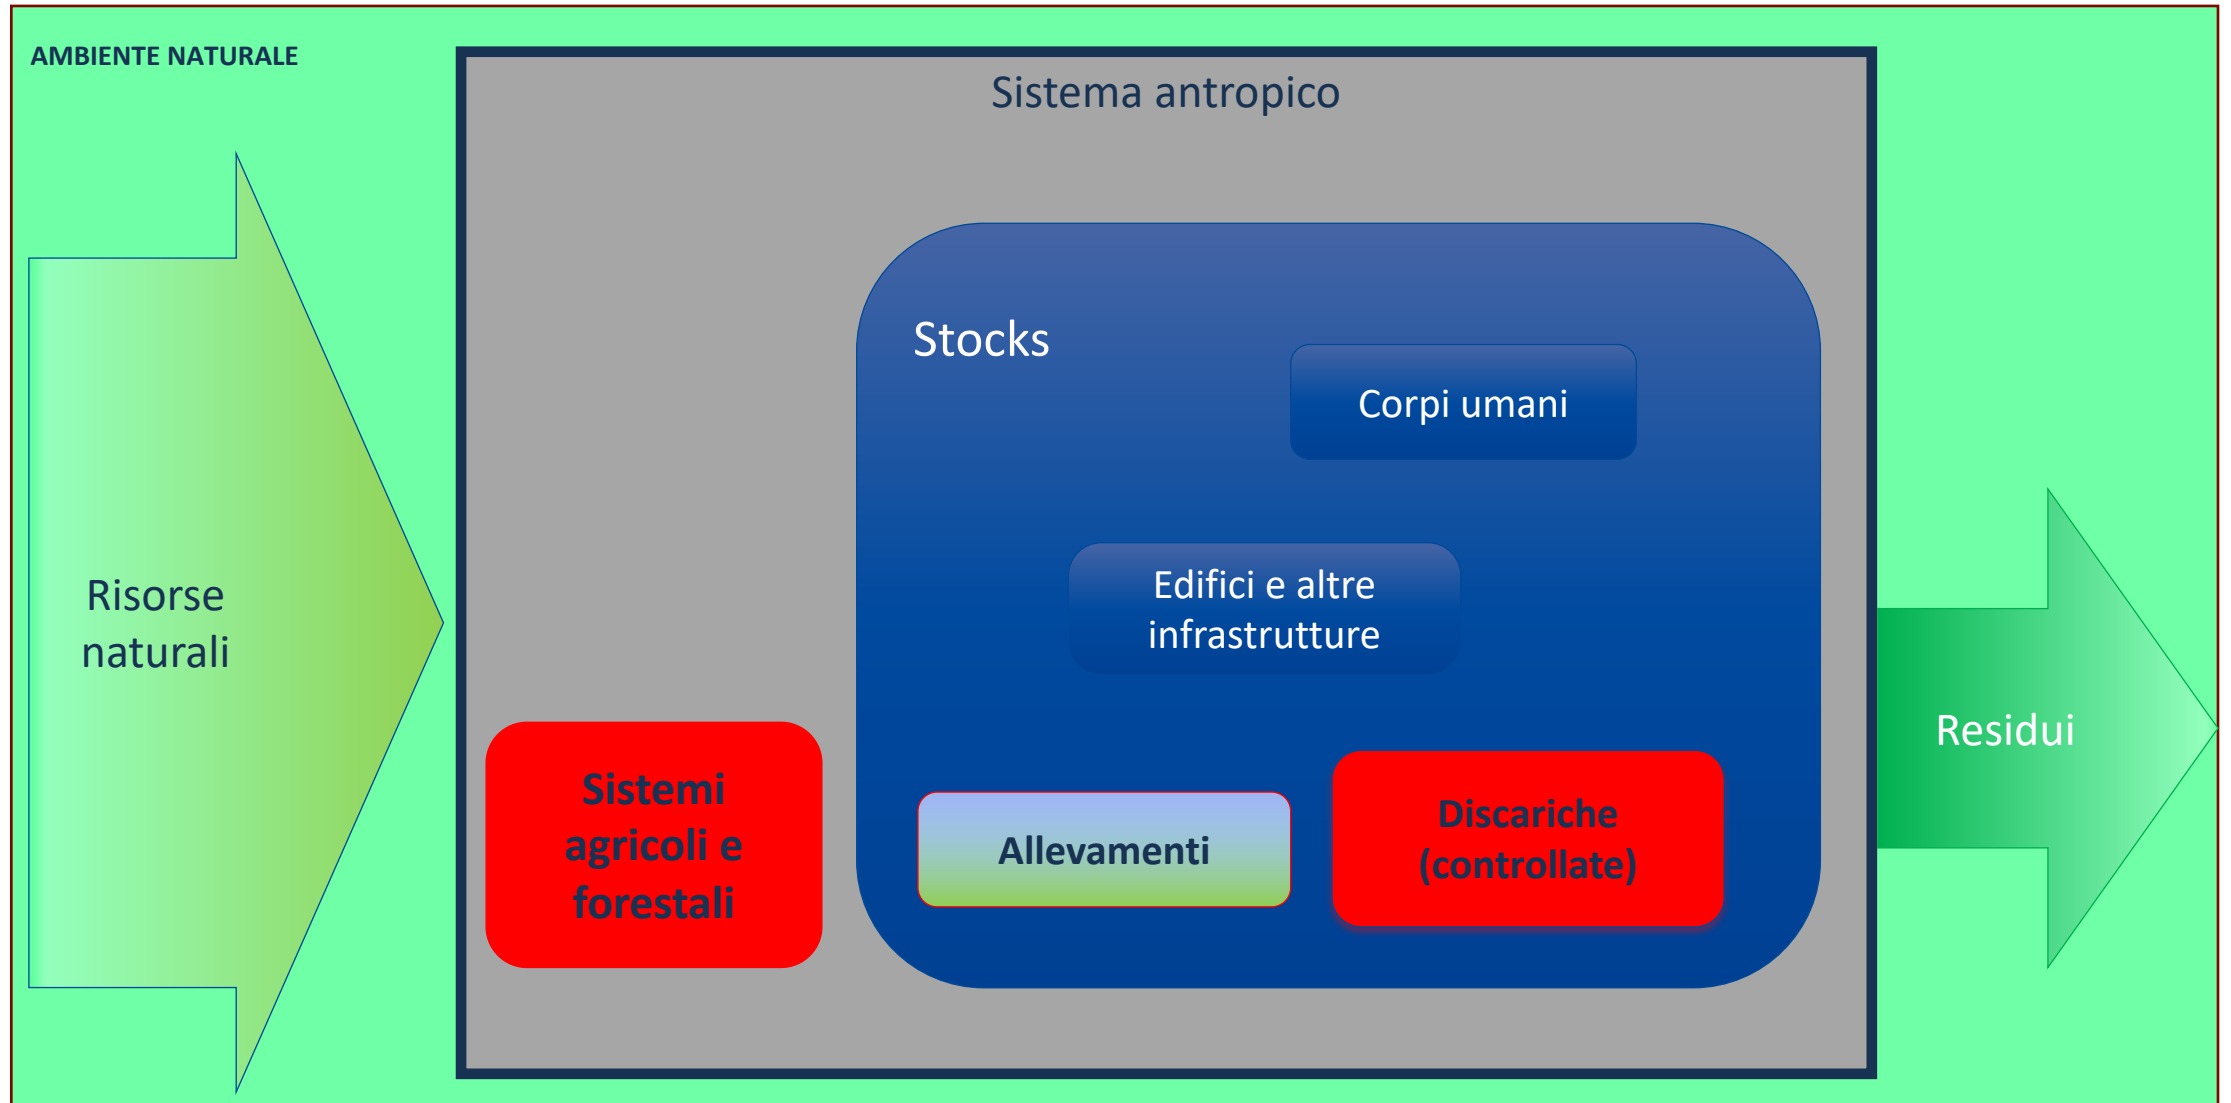 AMBIENTE NATURALE
Sistema antropico
Risorse
naturali
Stocks
Corpi umani
Edifici e altre
infrastrutture
Sistemi
agricoli e
forestali
Allevamenti
Discariche
(controllate)
Residui